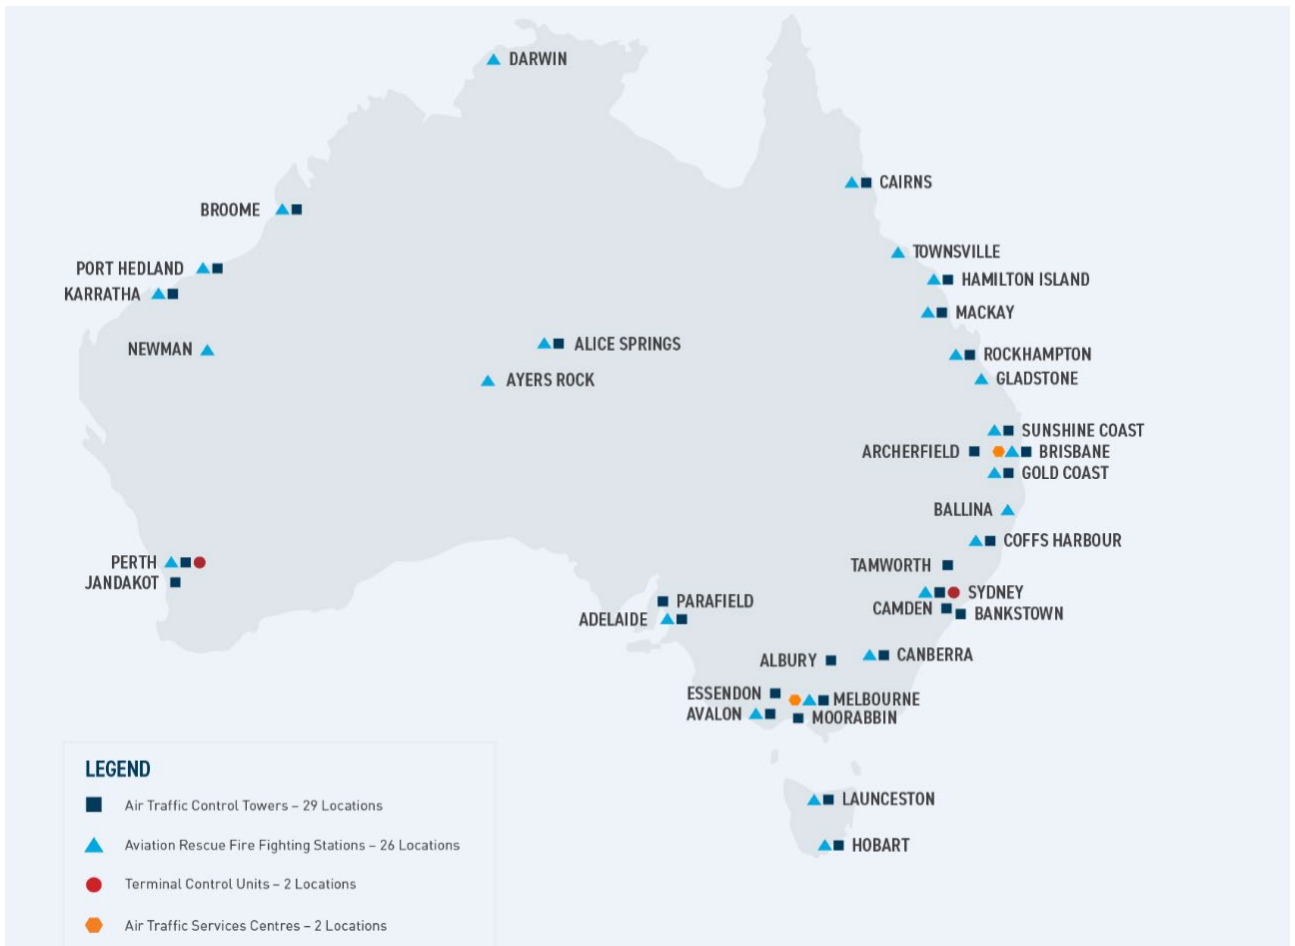 DARWIN
CAIRNS
BROOME
TOWNSVILLE
PORT HEDLAND
HAMILTON ISLAND
KARRATHA
MACKAY
NEWMAN
ALICE SPRINGS
ROCKHAMPTON
AYERS ROCK
GLADSTONE
SUNSHINE COAST
ARCHERFIELD
BRISBANE
GOLD COAST
BALLINA
COFFS HARBOUR
PERTH
TAMWORTH
JANDAKOT
SYDNEY
PARAFIELD
CAMDEN
BANKSTOWN
ADELAIDE
ALBURY
CANBERRA
ESSENDON
MELBOURNE
AVALON
MOORABBIN
LEGEND
Air Traffic Control Towers – 29 Locations
LAUNCESTON
Aviation Rescue Fire Fighting Stations – 26 Locations
HOBART
Terminal Control Units – 2 Locations
Air Traffic Services Centres – 2 Locations